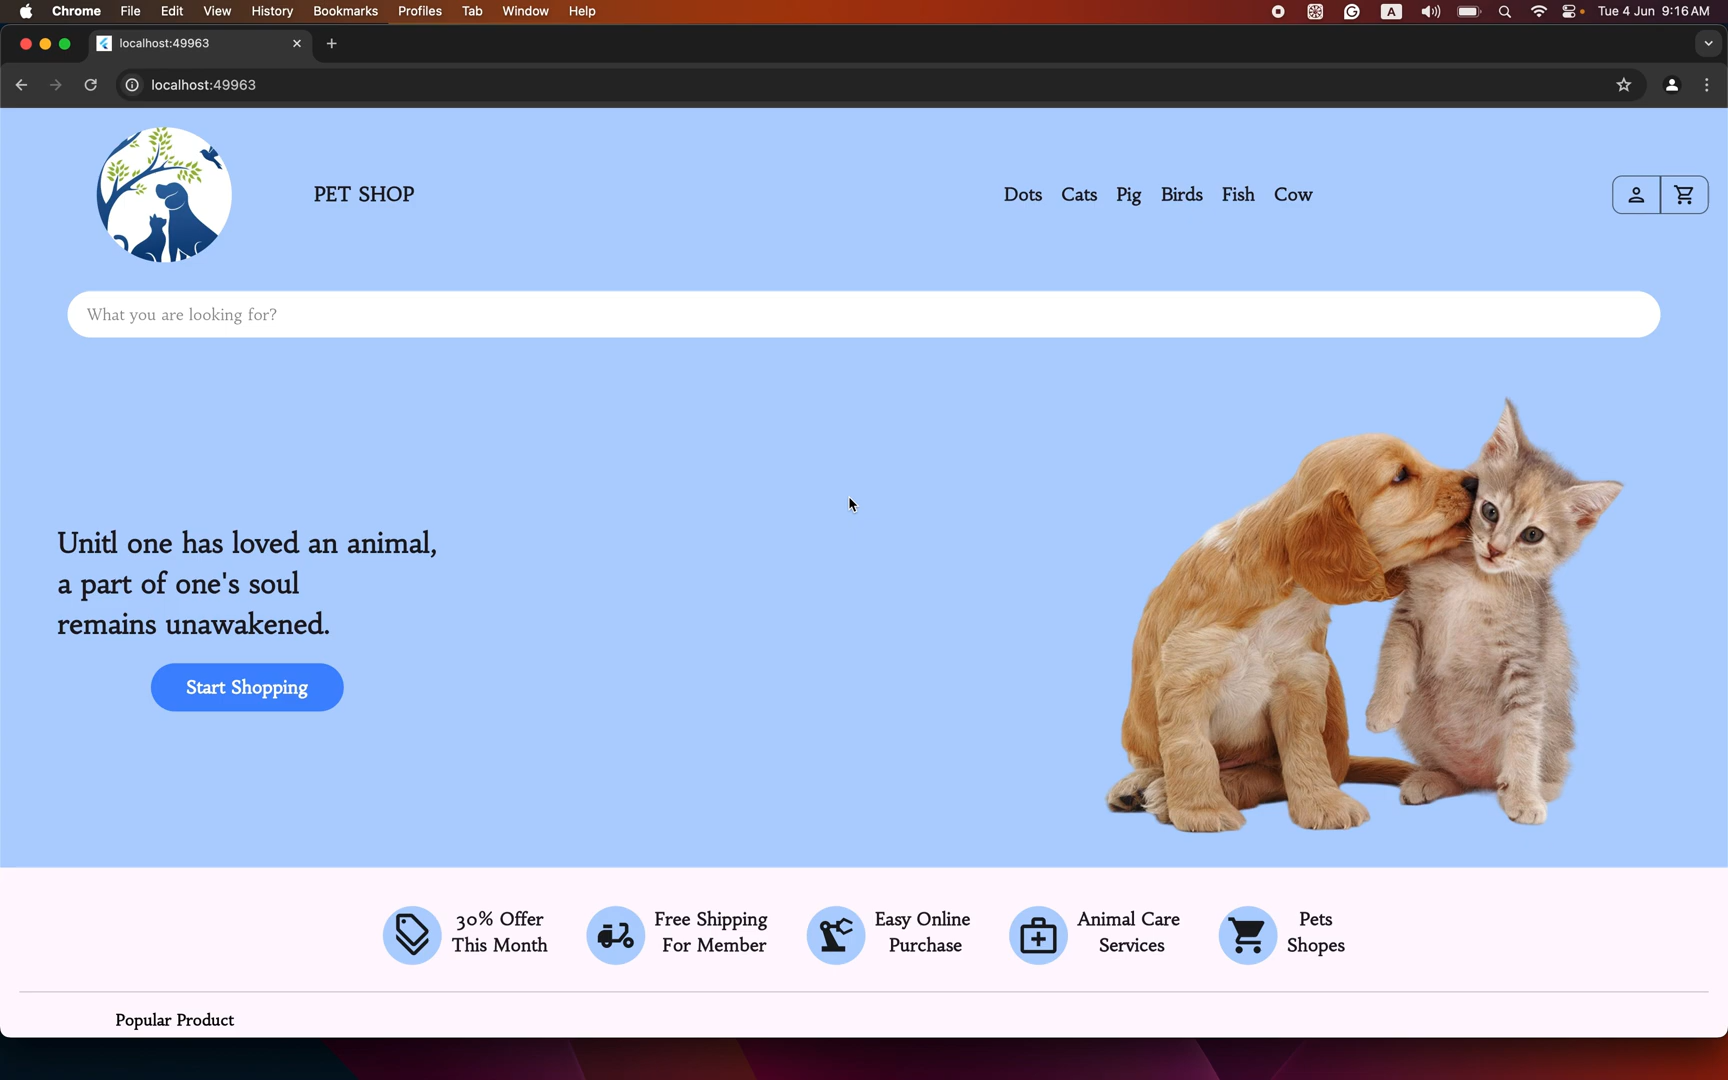 Chrome File Edit View History Bookmarks Profiles Tab Window Help A Tue 4 Jun 9:16 AM
localhost:49963
localhost:49963
PET SHOP
Dots Cats Pig Birds Fish Cow
What you are looking for?
Unitl one has loved an animal,
a part of one's soul
remains unawakened.
Start Shopping
30% Offer
This Month
Free Shipping
For Member
Easy Online
Purchase
Animal Care
Services
Pets
Shopes
Popular Product